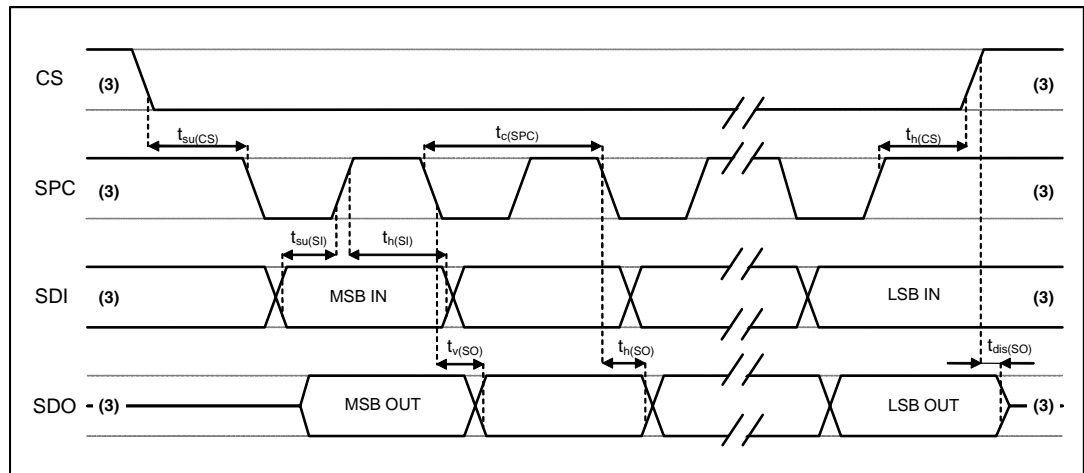 CS (3) (3)
t_su(CS) t_c(SPC) t_h(CS)
SPC (3) (3)
t_su(SI) t_h(SI)
SDI (3) MSB IN LSB IN (3)
t_v(SO) t_h(SO) t_dis(SO)
SDO (3) MSB OUT LSB OUT (3)